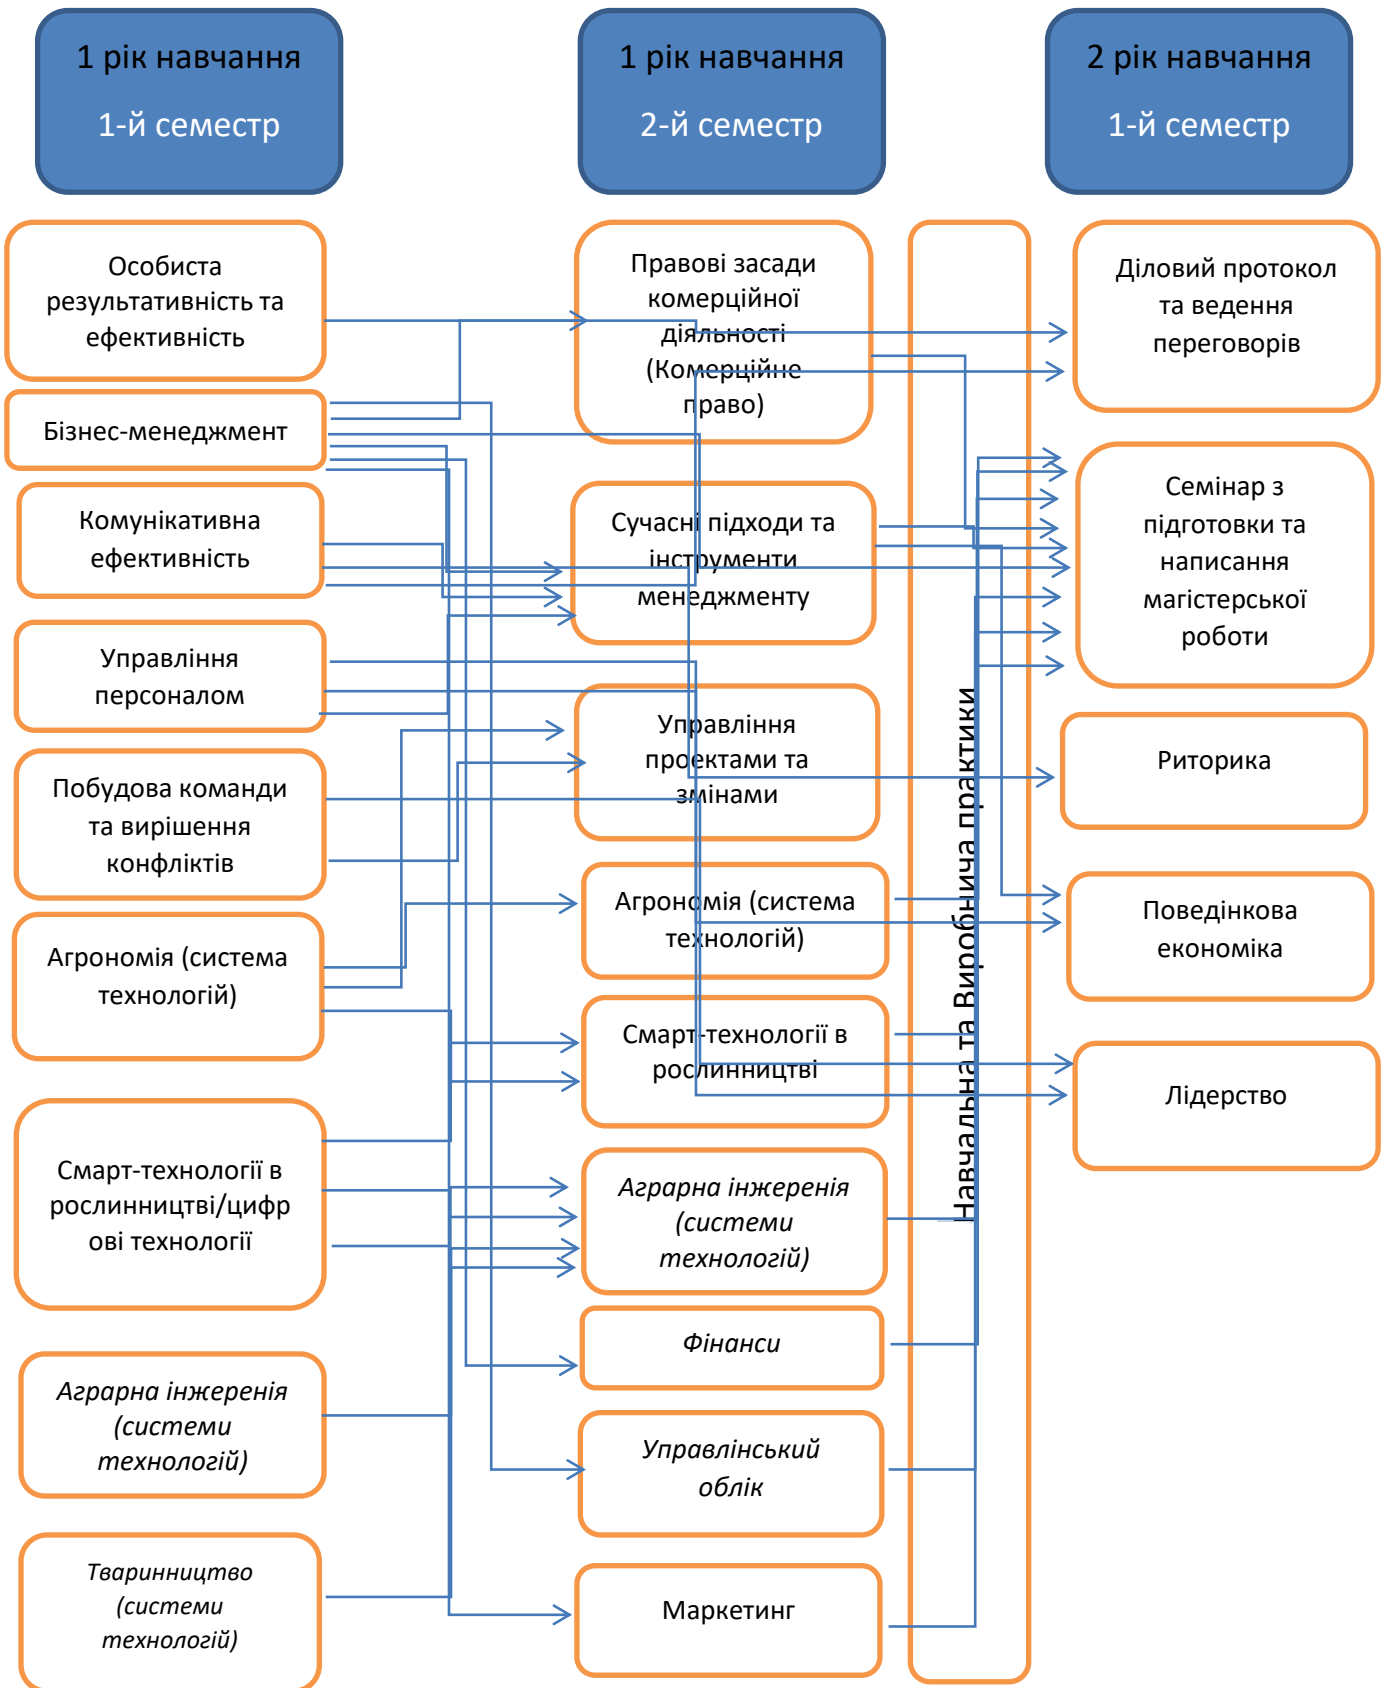 1 рік навчання
1-й семестр
1 рік навчання
2-й семестр
2 рік навчання
1-й семестр
Особиста
результативність та
ефективність
Бізнес-менеджмент
Комунікативна
ефективність
Управління
персоналом
Побудова команди
та вирішення
конфліктів
Агрономія (система
технологій)
Смарт-технології в
рослинництві/цифр
ові технології
Аграрна інжеренія
(системи
технологій)
Тваринництво
(системи
технологій)
Правові засади
комерційної
діяльності
(Комерційне
право)
Сучасні підходи та
інструменти
менеджменту
Управління
проектами та
змінами
Агрономія (система
технологій)
Смарт-технології в
рослинництві
Аграрна інжеренія
(системи
технологій)
Фінанси
Управлінський
облік
Маркетинг
Навчальна та Виробнича практики
Діловий протокол
та ведення
переговорів
Семінар з
підготовки та
написання
магістерської
роботи
Риторика
Поведінкова
економіка
Лідерство